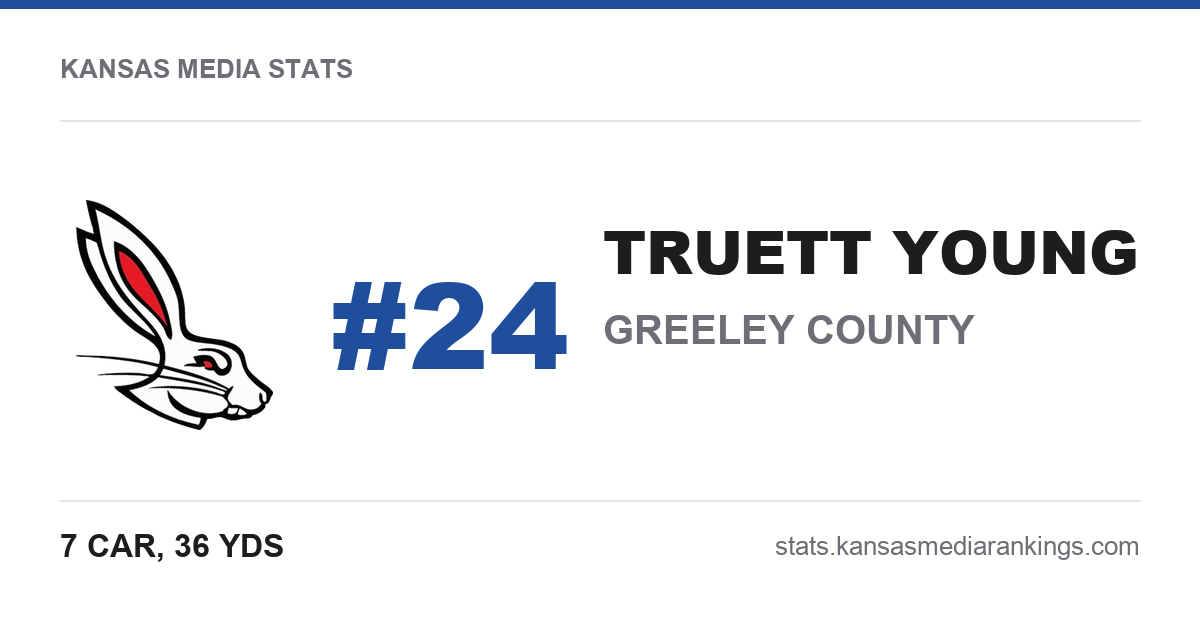 KANSAS MEDIA STATS
#24
TRUETT YOUNG
GREELEY COUNTY
7 CAR, 36 YDS
stats.kansasmediarankings.com